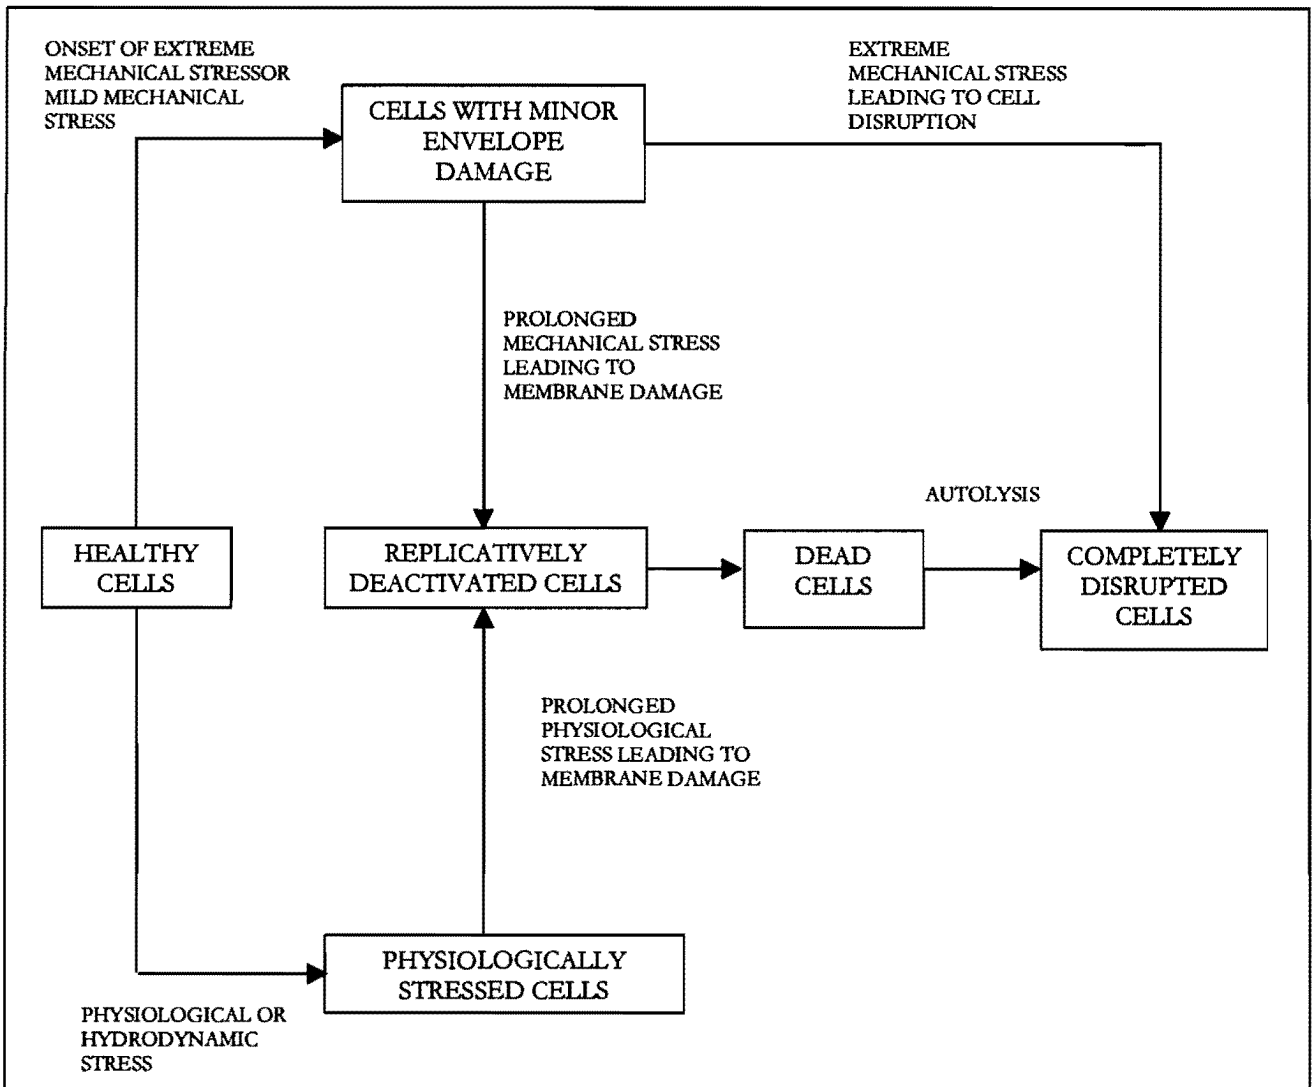 ONSET OF EXTREME
MECHANICAL STRESSOR
MILD MECHANICAL
STRESS
CELLS WITH MINOR
ENVELOPE
DAMAGE
EXTREME
MECHANICAL STRESS
LEADING TO CELL
DISRUPTION
PROLONGED
MECHANICAL STRESS
LEADING TO
MEMBRANE DAMAGE
AUTOLYSIS
HEALTHY
CELLS
REPLICATIVELY
DEACTIVATED CELLS
DEAD
CELLS
COMPLETELY
DISRUPTED
CELLS
PROLONGED
PHYSIOLOGICAL
STRESS LEADING TO
MEMBRANE DAMAGE
PHYSIOLOGICALLY
STRESSED CELLS
PHYSIOLOGICAL OR
HYDRODYNAMIC
STRESS